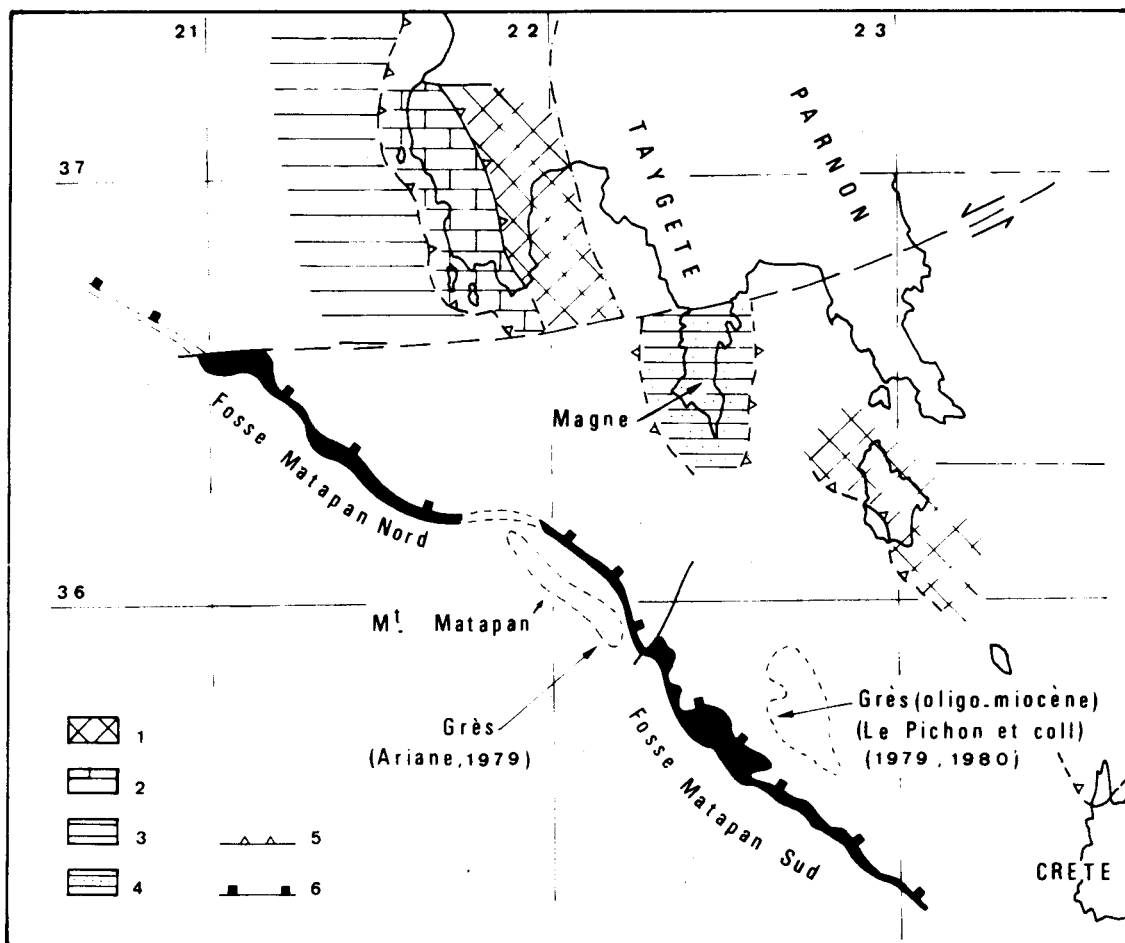 21 22 23
37
TAYGETE
PARNON
Magne
Fosse Matapan Nord
36
Mt. Matapan
Grès
(Ariane,1979)
Grès(oligo-miocène)
(Le Pichon et coll)
(1979,1980)
Fosse Matapan Sud
CRETE
1
2
3
4
5
6